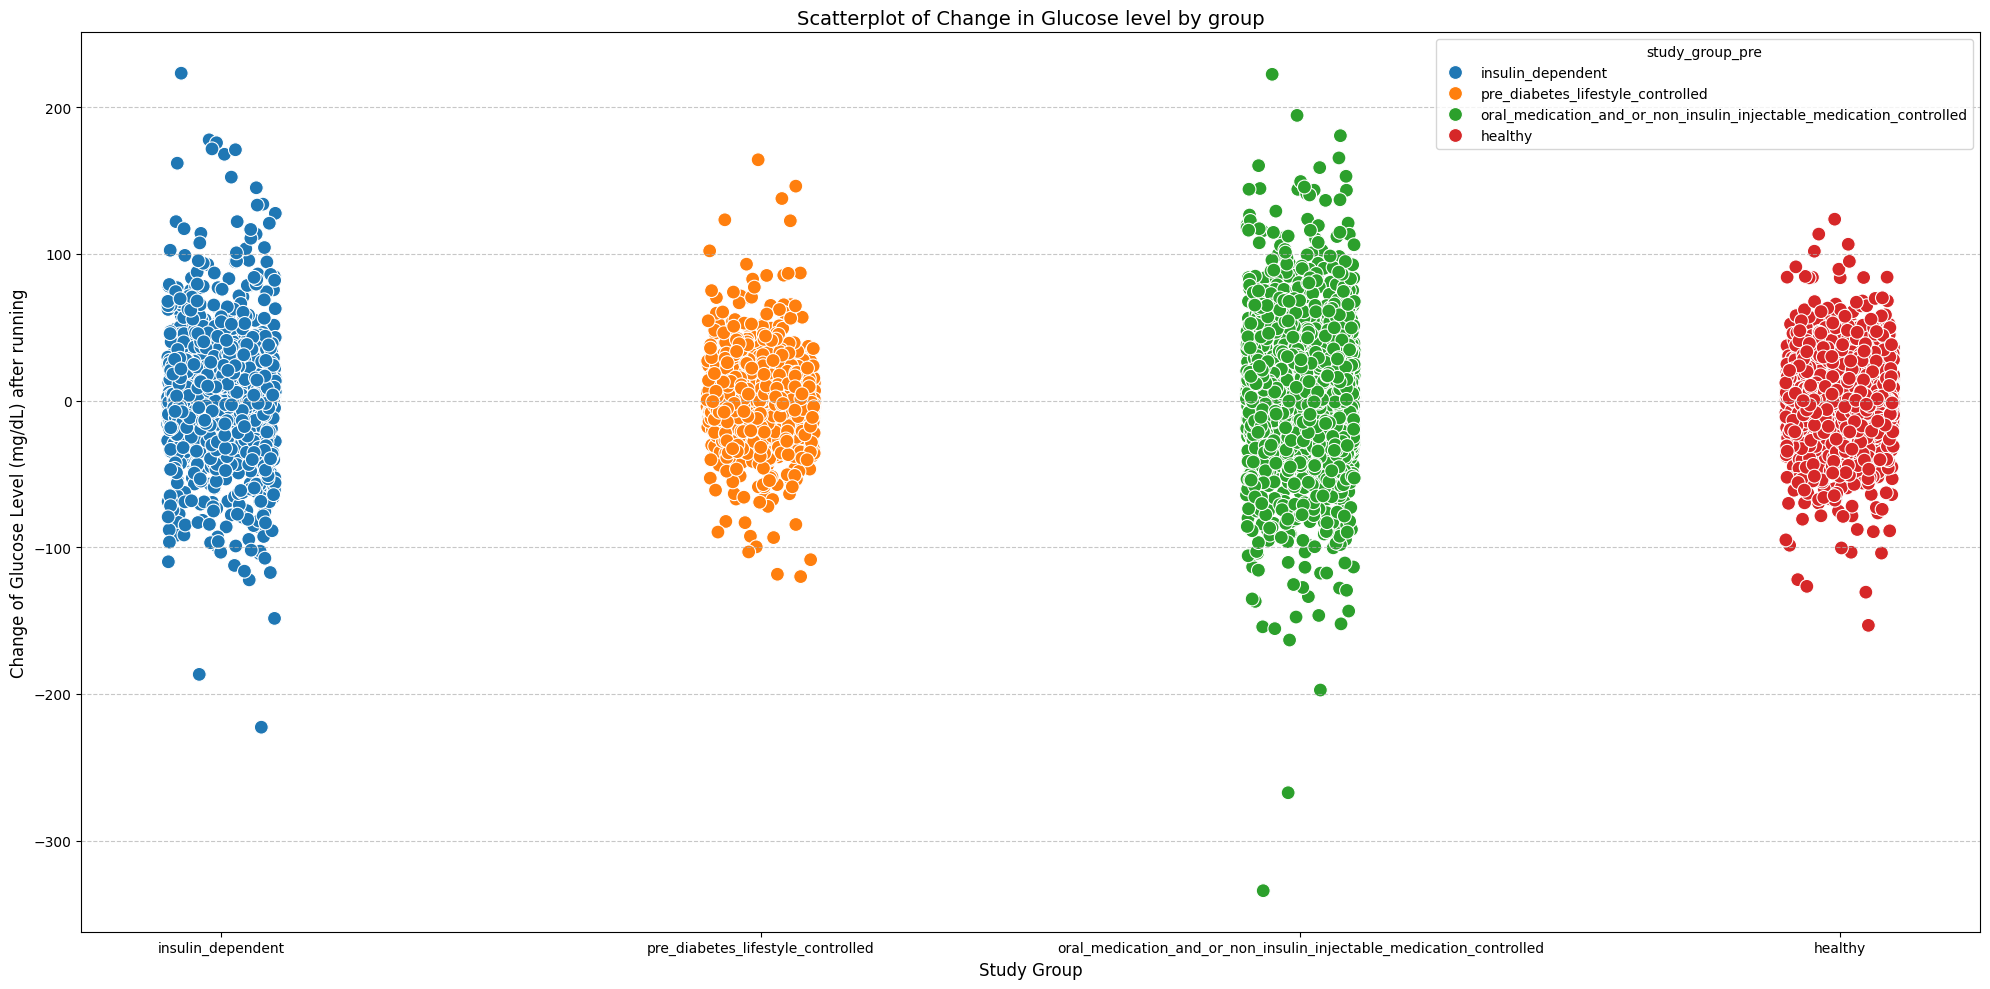 Scatterplot of Change in Glucose level by group
study_group_pre
insulin_dependent
pre_diabetes_lifestyle_controlled
oral_medication_and_or_non_insulin_injectable_medication_controlled
healthy
Change of Glucose Level (mg/dL) after running
200
100
0
−100
−200
−300
insulin_dependent
pre_diabetes_lifestyle_controlled
oral_medication_and_or_non_insulin_injectable_medication_controlled
healthy
Study Group